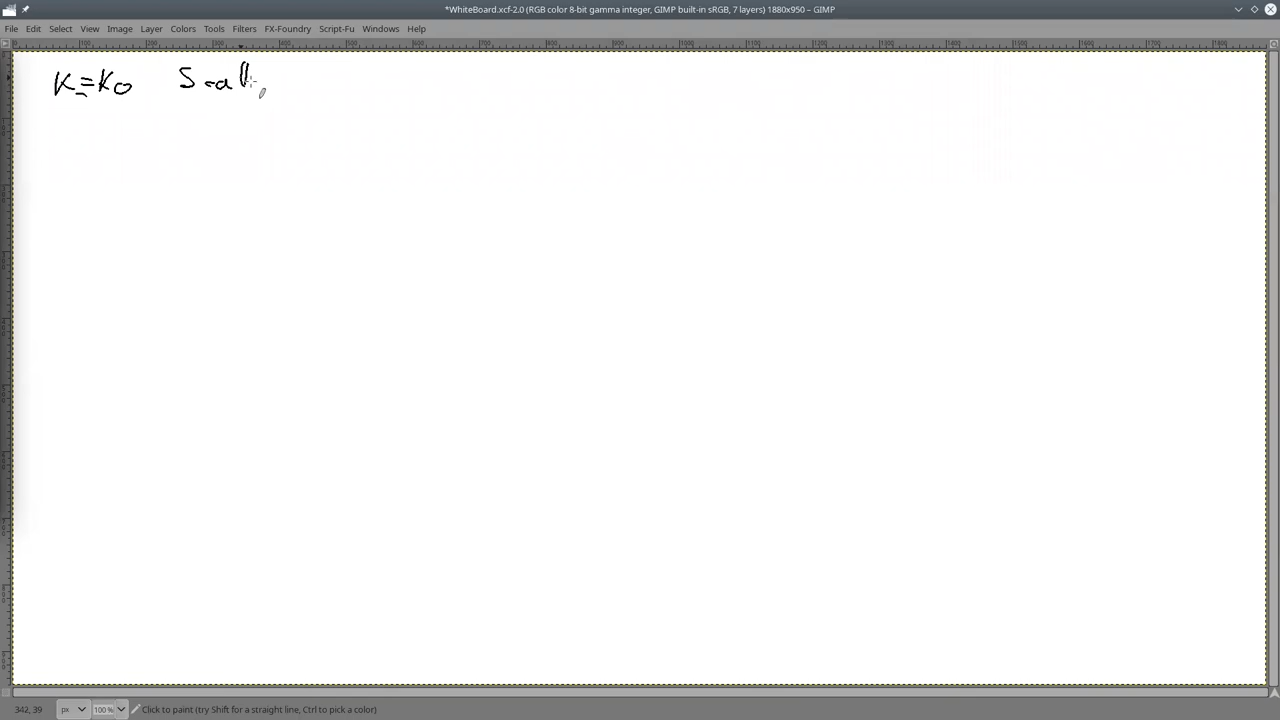 *WhiteBoard.xcf-2.0 (RGB color 8-bit gamma integer, GIMP built-in sRGB, 7 layers) 1880x950 – GIMP
File Edit Select View Image Layer Colors Tools Filters FX-Foundry Script-Fu Windows Help
K=Ko
342, 39 px 100% Click to paint (try Shift for a straight line, Ctrl to pick a color)